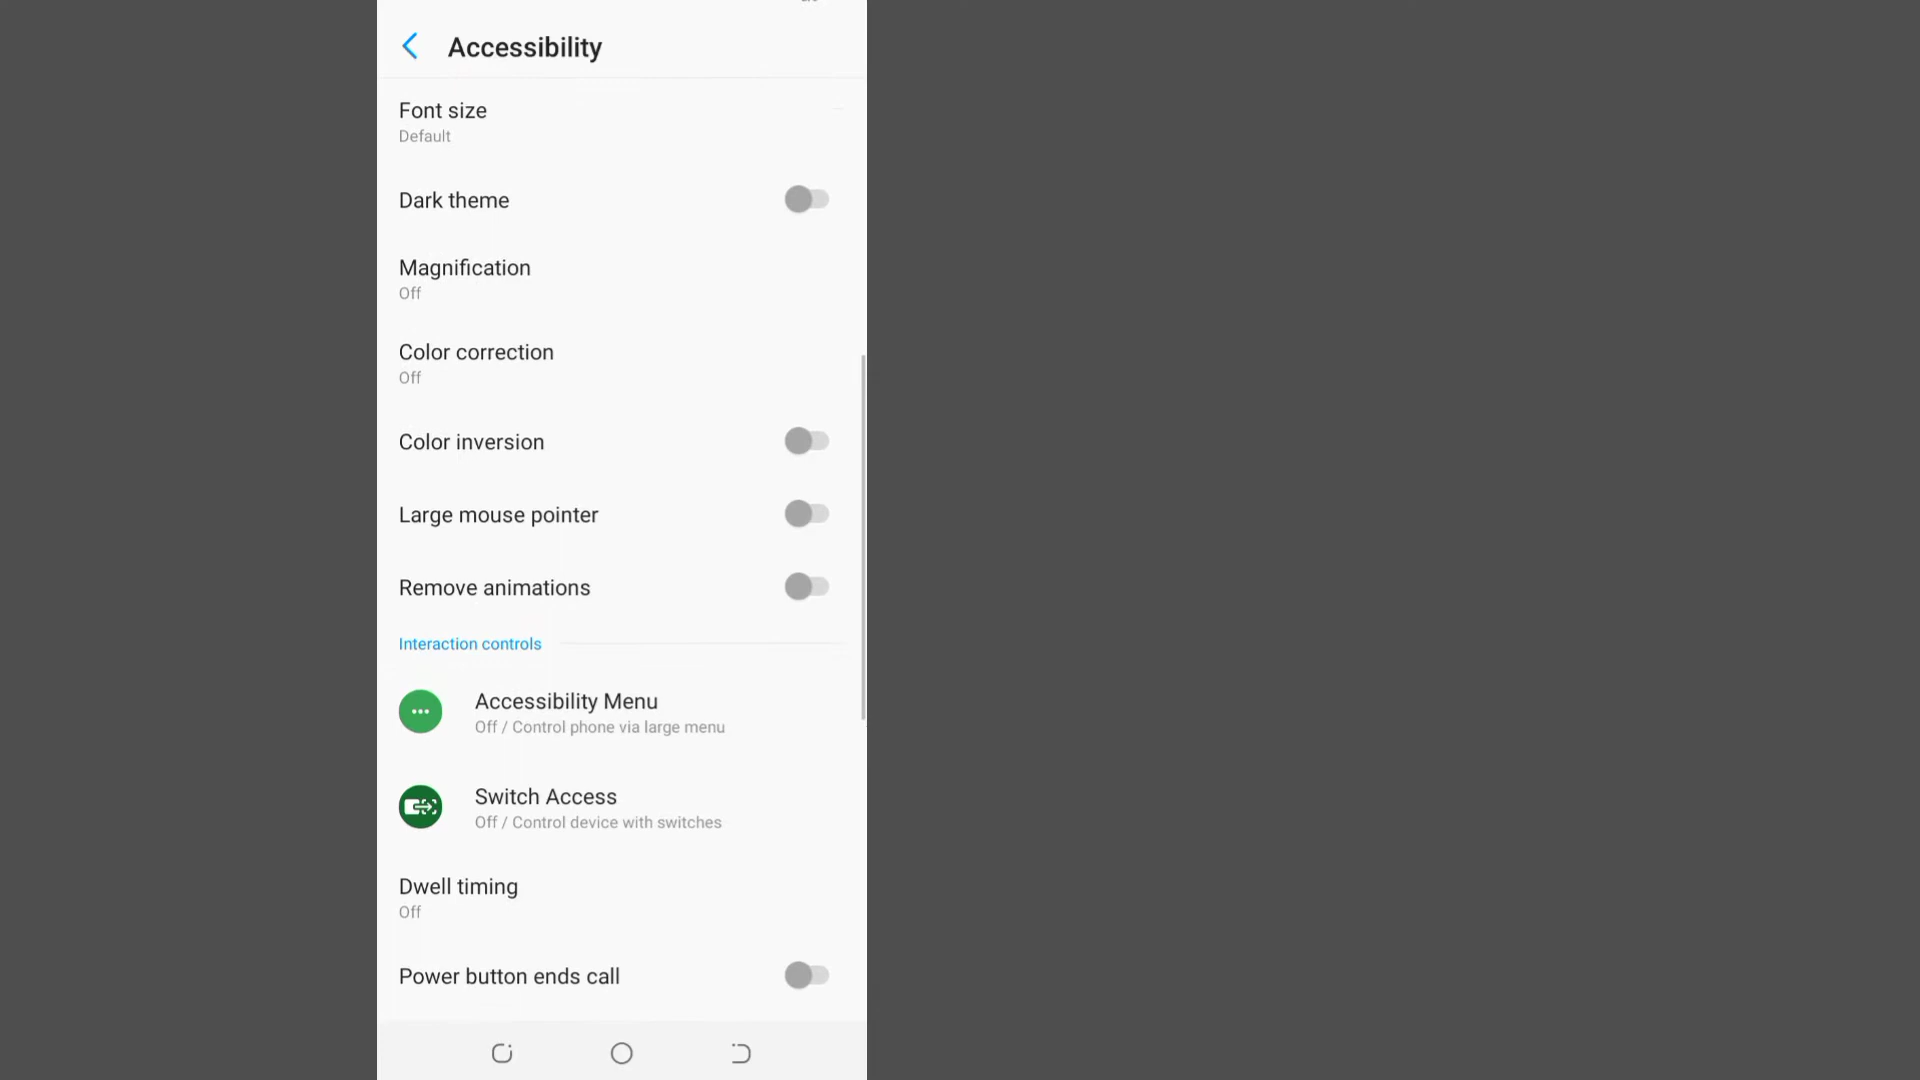 Accessibility
Font size
Default
Dark theme
Magnification
Off
Color correction
Off
Color inversion
Large mouse pointer
Remove animations
Interaction controls
Accessibility Menu
Off / Control phone via large menu
Switch Access
Off / Control device with switches
Dwell timing
Off
Power button ends call